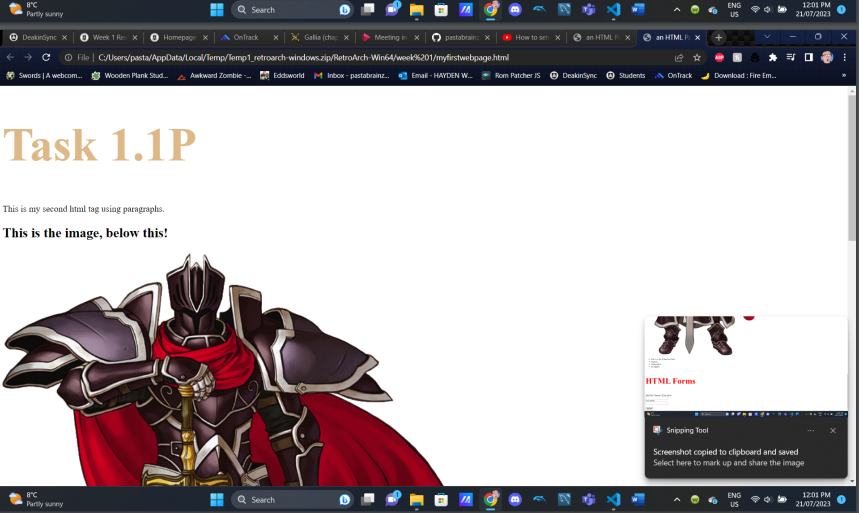 8°C
Partly sunny
Search
ENG
US
12:01 PM
21/07/2023
DeakinSync
Week 1 Re
Homepage
OnTrack
Gallia (chap
Meeting in
pastabrainz
How to se
an HTML F
an HTML Pa
File | C:/Users/pasta/AppData/Local/Temp/Temp1_retroarch-windows.zip/RetroArch-Win64/week%201/myfirstwebpage.html
Swords | A webcom...
Wooden Plank Stud...
Awkward Zombie -...
Eddsworld
Inbox - pastabrainz...
Email - HAYDEN W...
Rom Patcher JS
DeakinSync
Students
OnTrack
Download : Fire Em...
Task 1.1P
This is my second html tag using paragraphs.
This is the image, below this!
HTML Forms
Snipping Tool
Screenshot copied to clipboard and saved
Select here to mark up and share the image
8°C
Partly sunny
Search
ENG
US
12:01 PM
21/07/2023